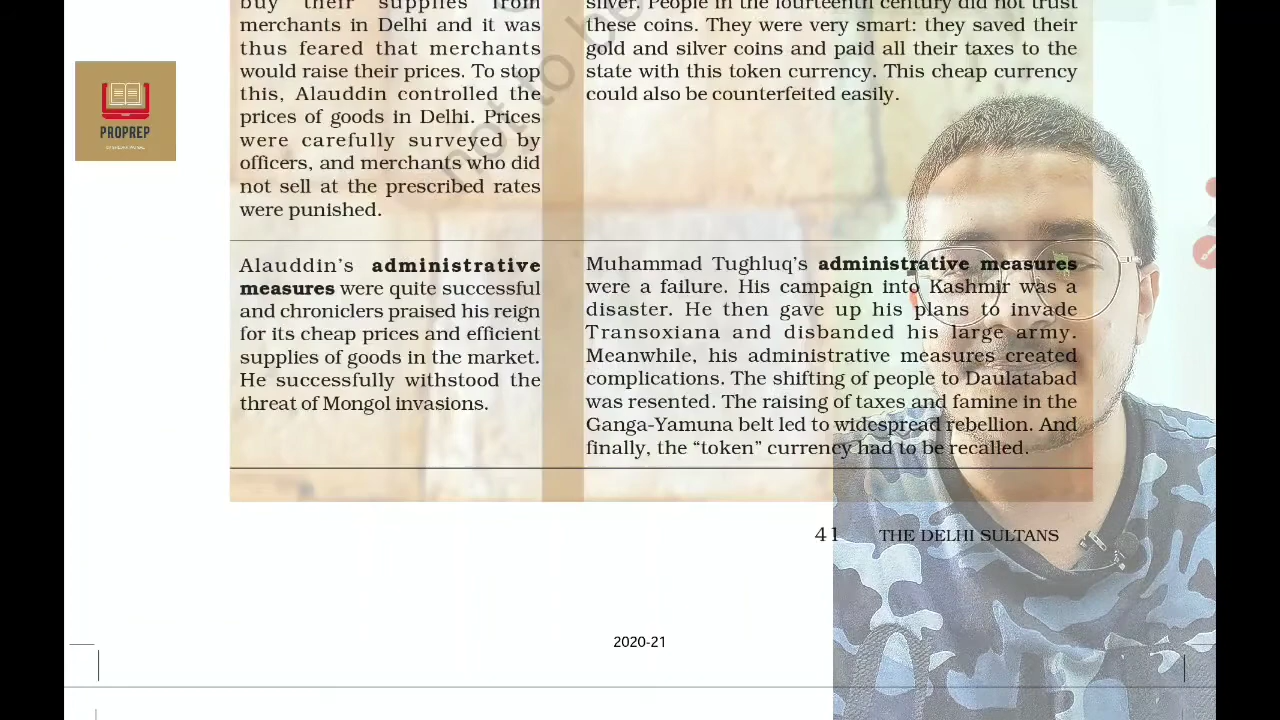 buy their supplies from
merchants in Delhi and it was
thus feared that merchants
would raise their prices. To stop
this, Alauddin controlled the
prices of goods in Delhi. Prices
were carefully surveyed by
officers, and merchants who did
not sell at the prescribed rates
were punished.
silver. People in the fourteenth century did not trust
these coins. They were very smart: they saved their
gold and silver coins and paid all their taxes to the
state with this token currency. This cheap currency
could also be counterfeited easily.
not to be
PROPREP
Alauddin's administrative
measures were quite successful
and chroniclers praised his reign
for its cheap prices and efficient
supplies of goods in the market.
He successfully withstood the
threat of Mongol invasions.
Muhammad Tughluq's administrative measures
were a failure. His campaign into Kashmir was a
disaster. He then gave up his plans to invade
Transoxiana and disbanded his large army.
Meanwhile, his administrative measures created
complications. The shifting of people to Daulatabad
was resented. The raising of taxes and famine in the
Ganga-Yamuna belt led to widespread rebellion. And
finally, the “token” currency had to be recalled.
41 THE DELHI SULTANS
2020-21